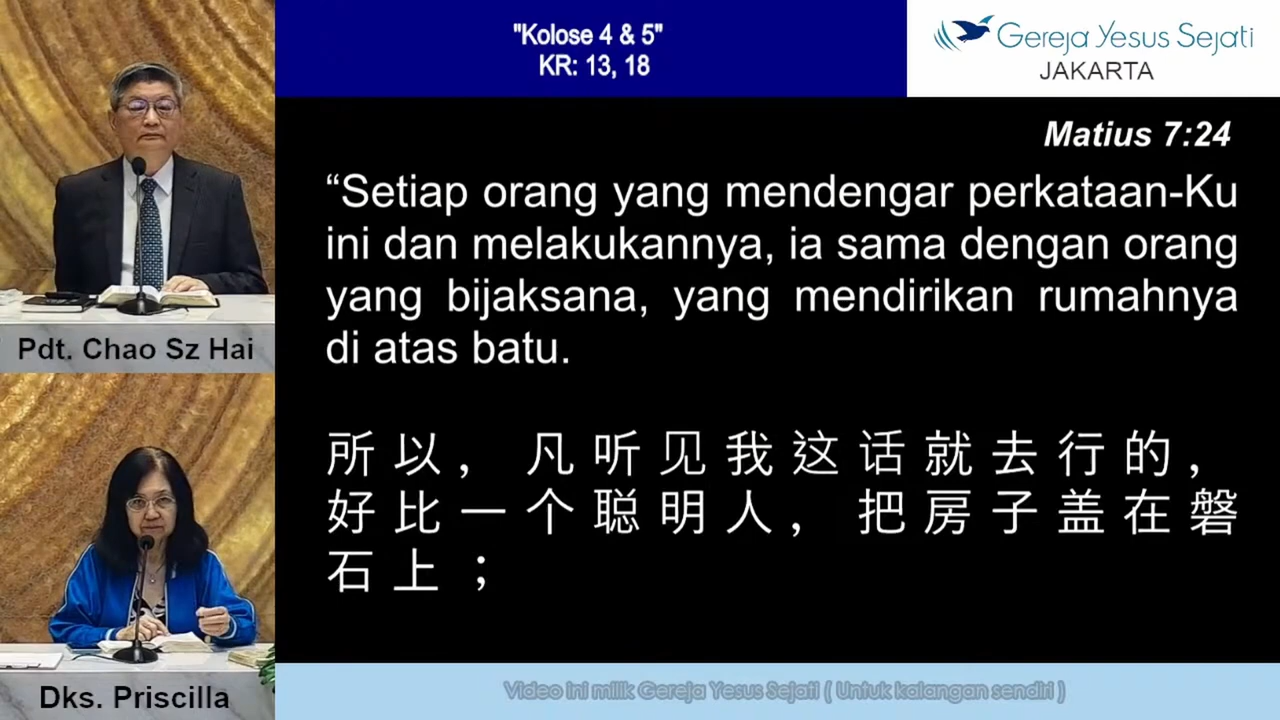 "Kolose 4 & 5"
KR: 13, 18
Gereja Yesus Sejati
JAKARTA
Matius 7:24
“Setiap orang yang mendengar perkataan-Ku
ini dan melakukannya, ia sama dengan orang
yang bijaksana, yang mendirikan rumahnya
di atas batu.
所以，凡听见我这话就去行的，
好比一个聪明人，把房子盖在磐
石上；
Pdt. Chao Sz Hai
Dks. Priscilla
Video ini milik Gereja Yesus Sejati ( Untuk kalangan sendiri )